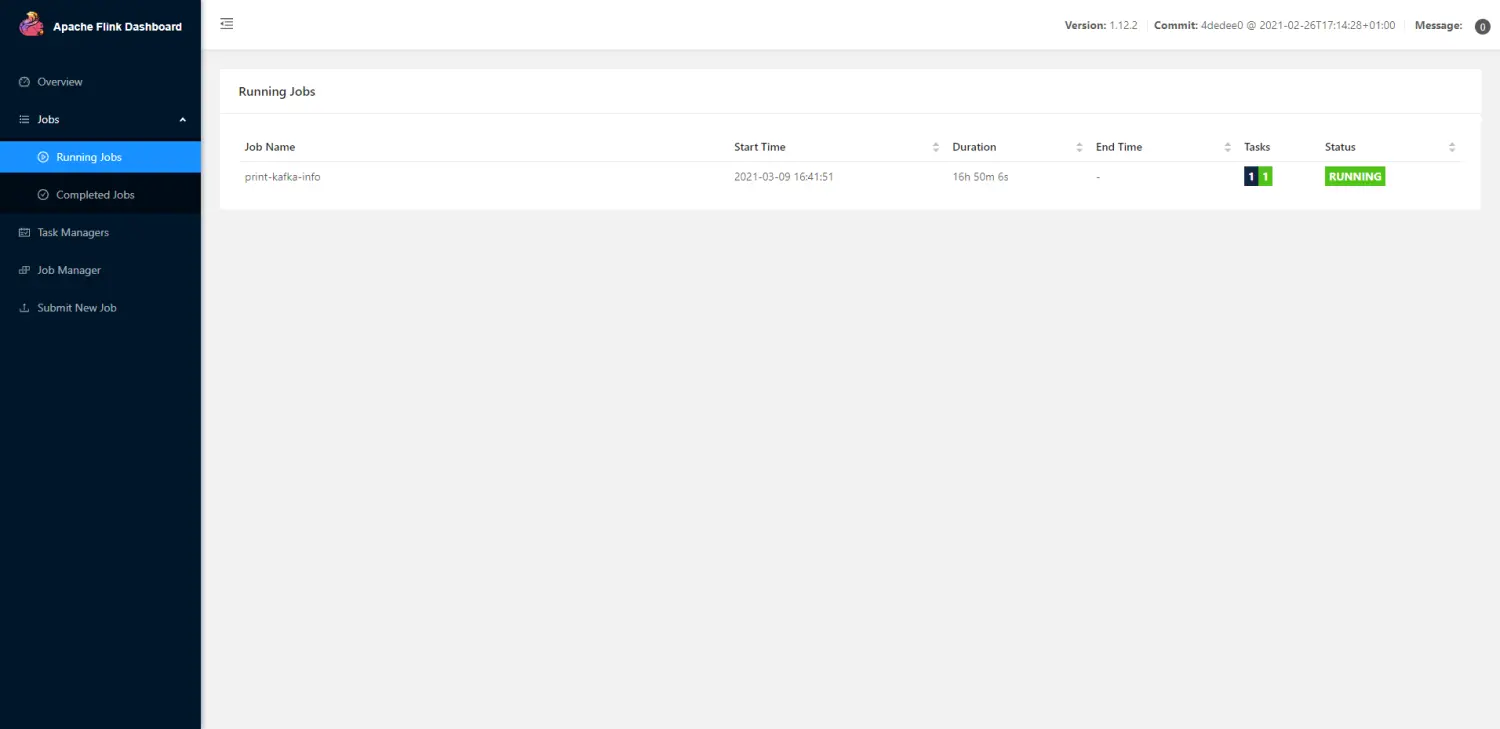 Apache Flink Dashboard
Version: 1.12.2 Commit: 4dedee0 @ 2021-02-26T17:14:28+01:00 Message: 0
Overview
Jobs
Running Jobs
Completed Jobs
Task Managers
Job Manager
Submit New Job
Running Jobs
Job Name Start Time Duration End Time Tasks Status
print-kafka-info 2021-03-09 16:41:51 16h 50m 6s - 1 1 RUNNING